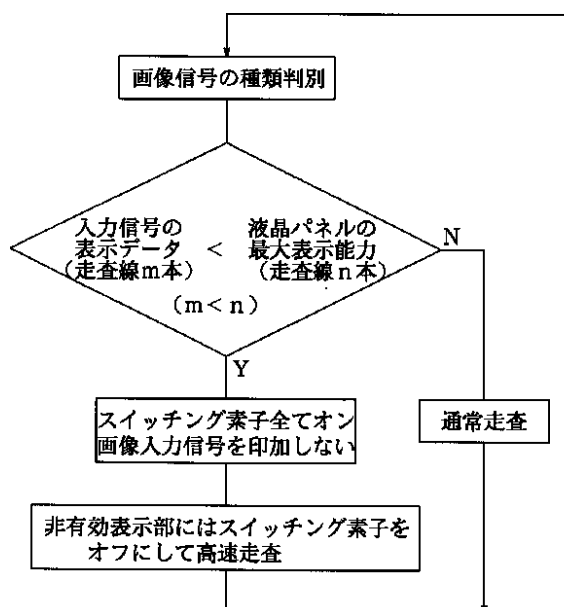 画像信号の種類判別
入力信号の
表示データ
(走査線m本)
<
液晶パネルの
最大表示能力
(走査線n本)
(m<n)
N
Y
スイッチング素子全てオン
画像入力信号を印加しない
通常走査
非有効表示部にはスイッチング素子を
オフにして高速走査